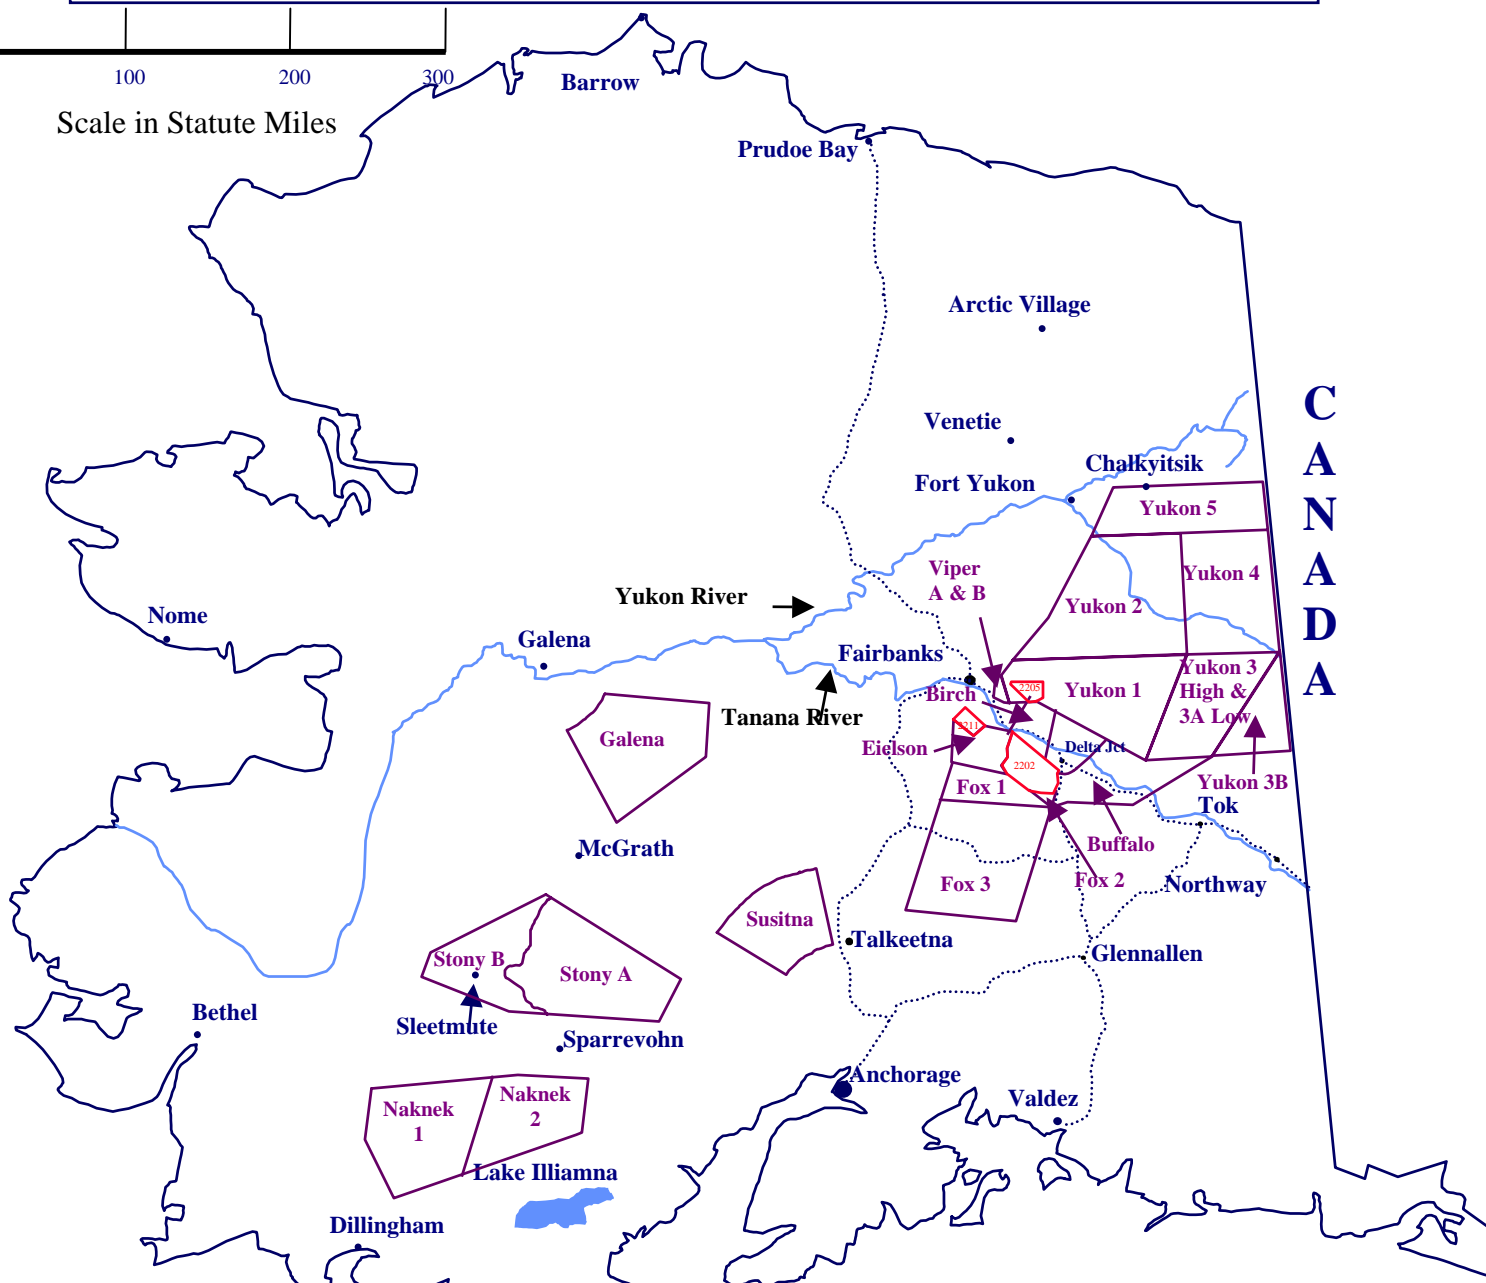 100 200 300
Scale in Statute Miles
Barrow
Prudoe Bay
Arctic Village
C
A
N
A
D
A
Venetie
Chalkyitsik
Fort Yukon
Yukon 5
Viper
A & B
Yukon 4
Yukon River
Yukon 2
Nome
Galena
Fairbanks
Yukon 3
High &
3A Low
Birch
2205
Yukon 1
Tanana River
2211
Galena
Eielson
Delta Jct
2202
Fox 1
Yukon 3B
Tok
McGrath
Buffalo
Fox 3
Fox 2
Northway
Susitna
Talkeetna
Glennallen
Stony B
Stony A
Bethel
Sleetmute
Sparrevohn
Anchorage
Naknek
1
Naknek
2
Valdez
Lake Illiamna
Dillingham